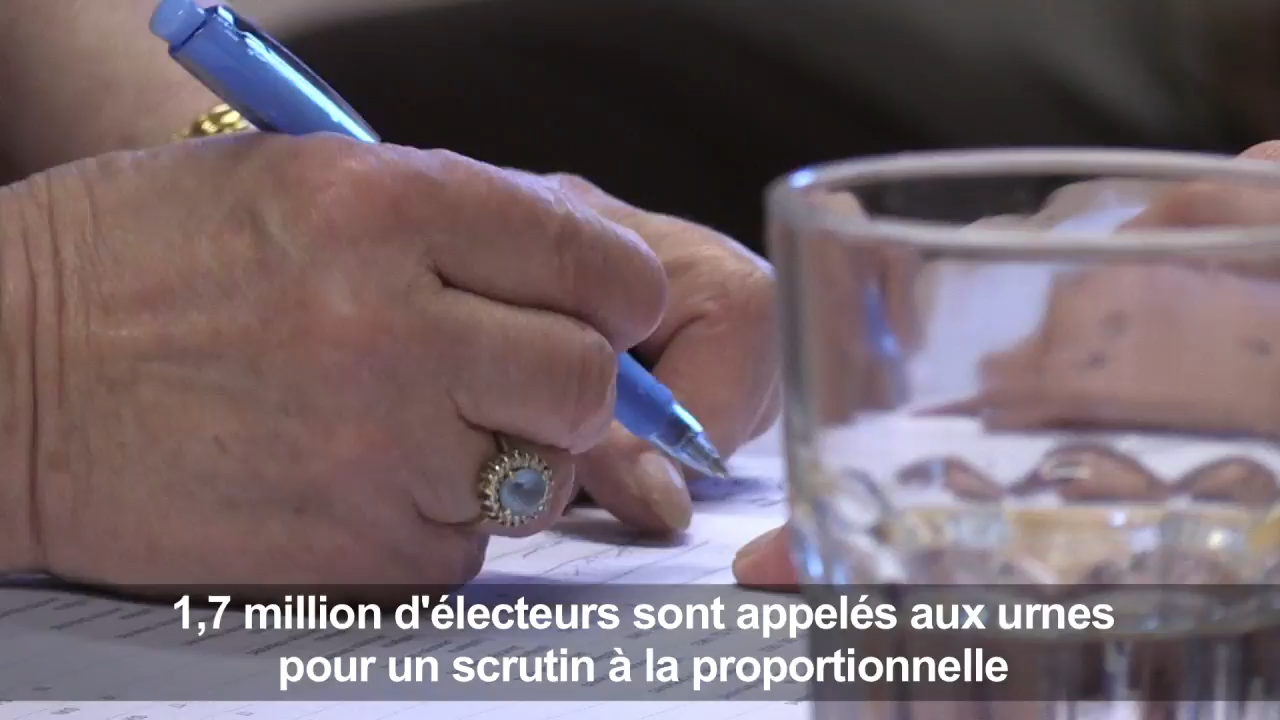 1,7 million d'électeurs sont appelés aux urnes
pour un scrutin à la proportionnelle